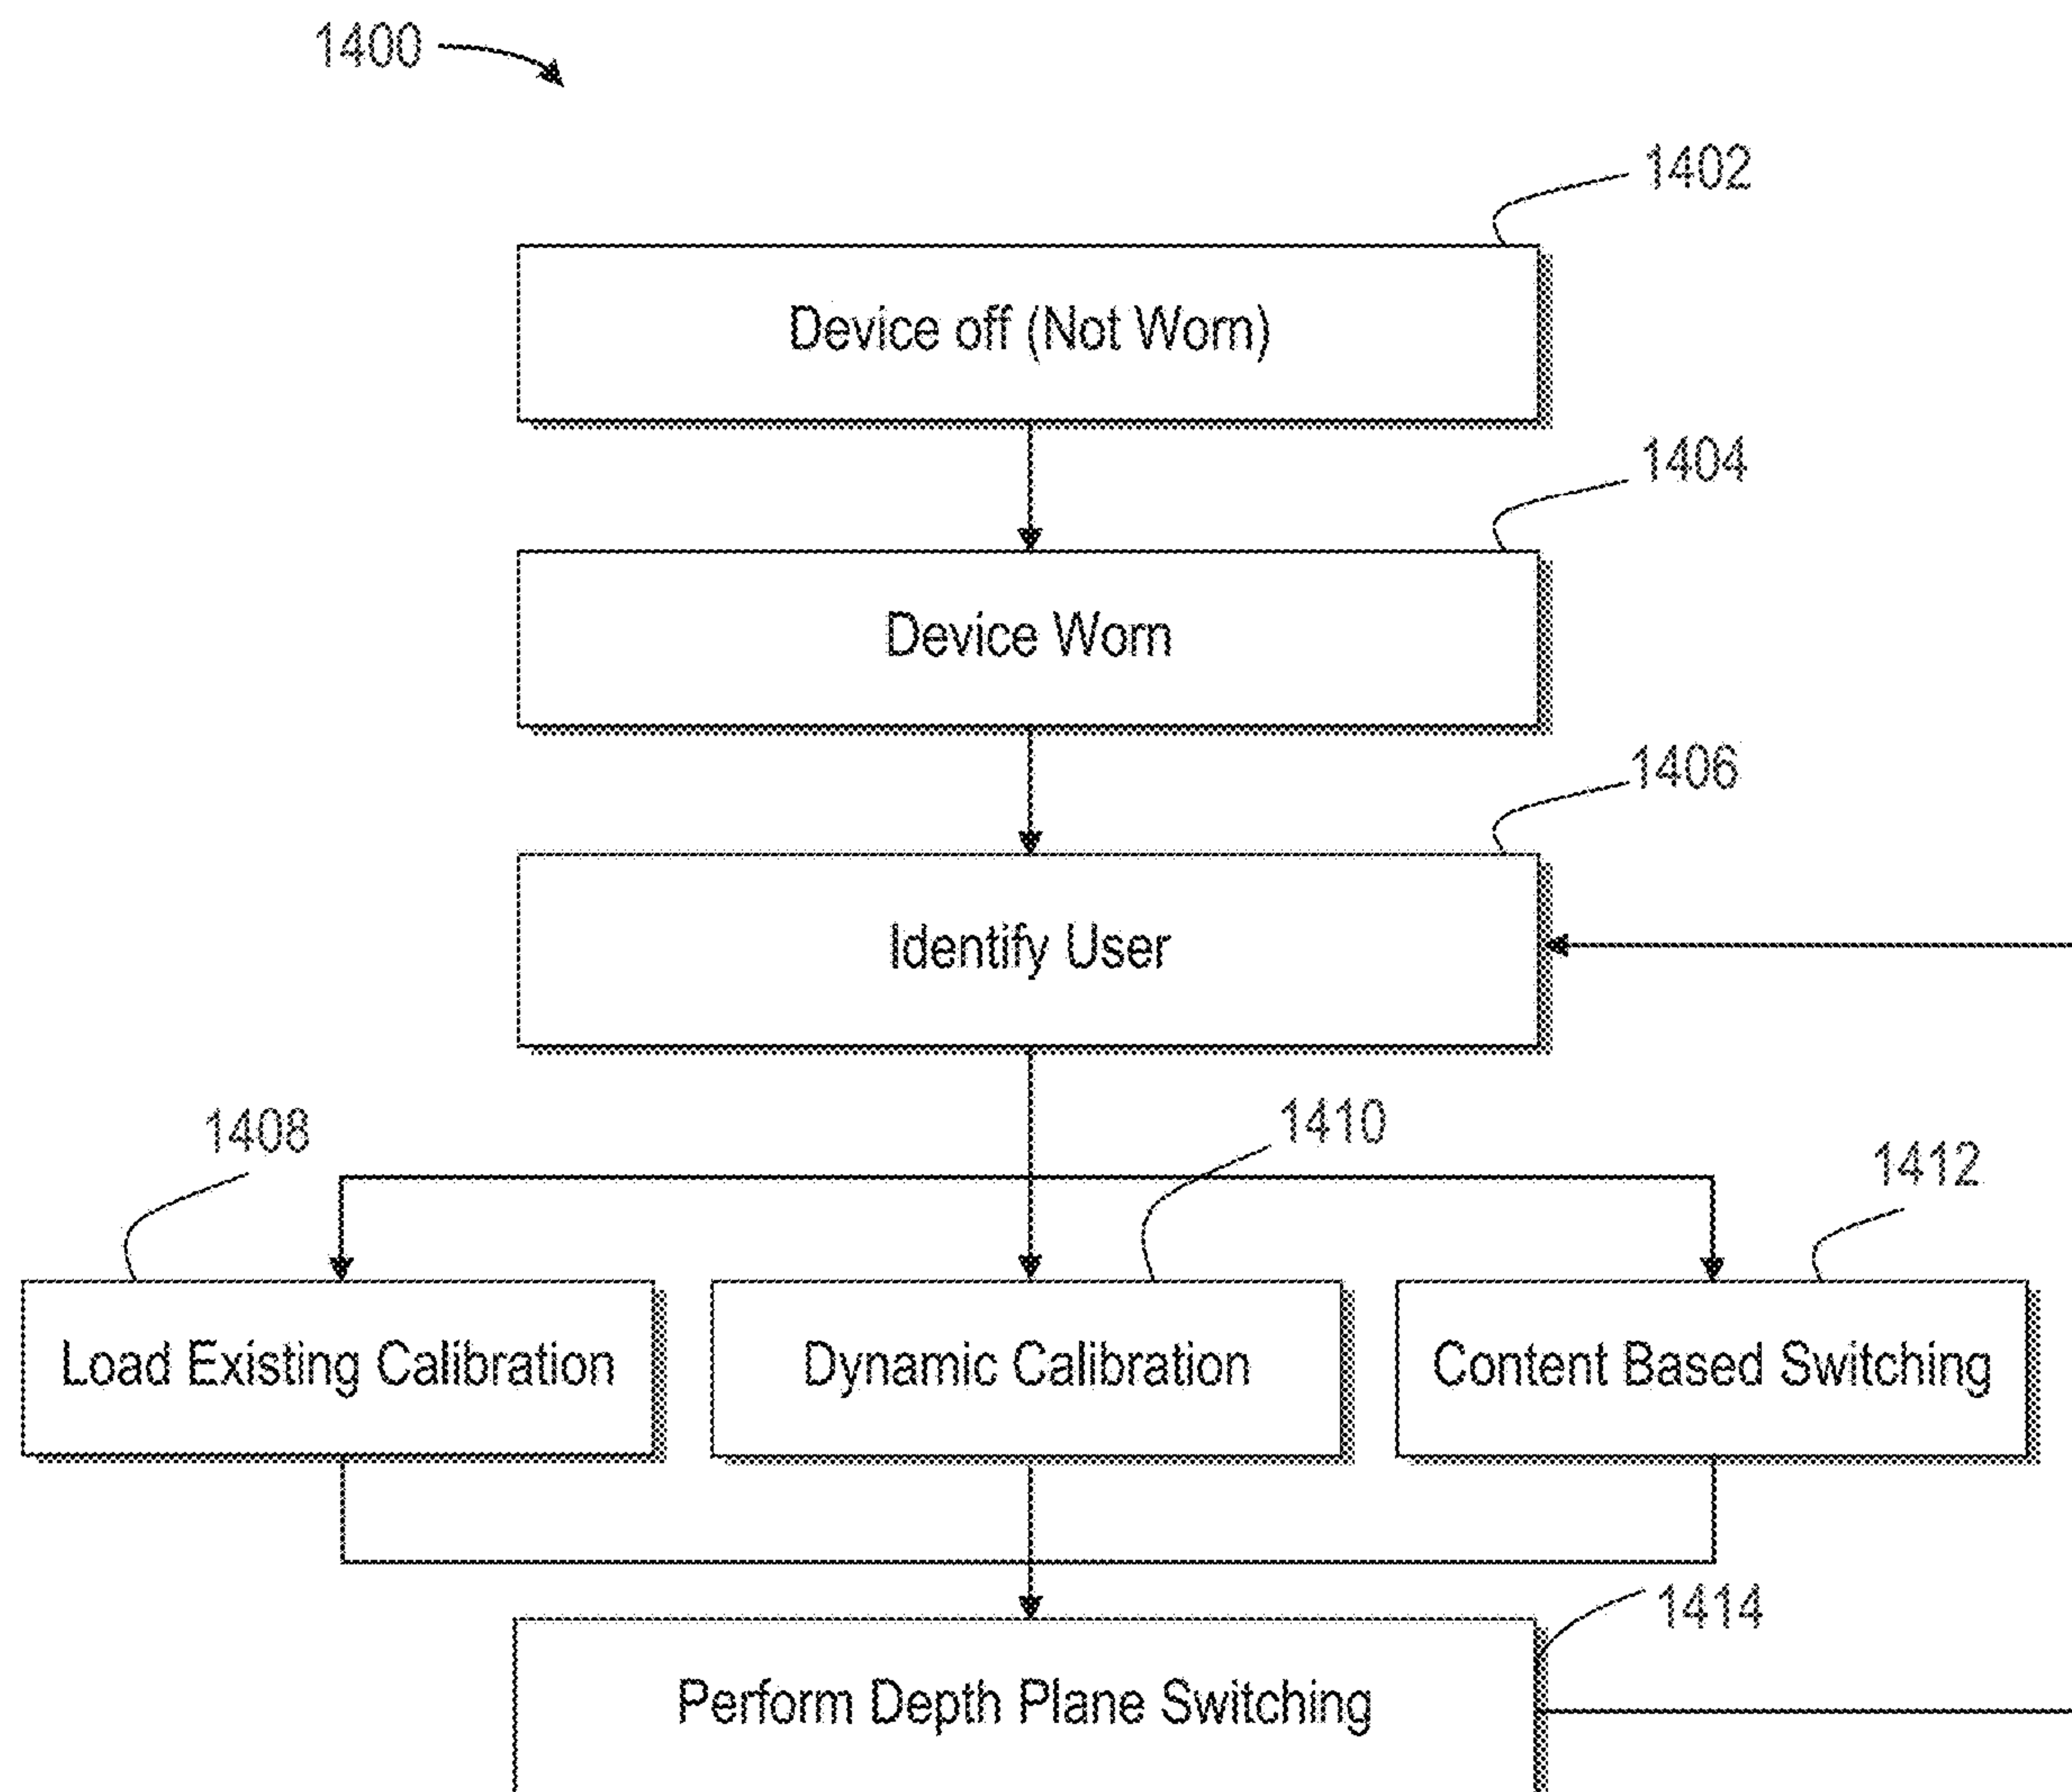 1400
1402
Device off (Not Worn)
1404
Device Worn
1406
Identify User
1408
1410
1412
Load Existing Calibration
Dynamic Calibration
Content Based Switching
1414
Perform Depth Plane Switching